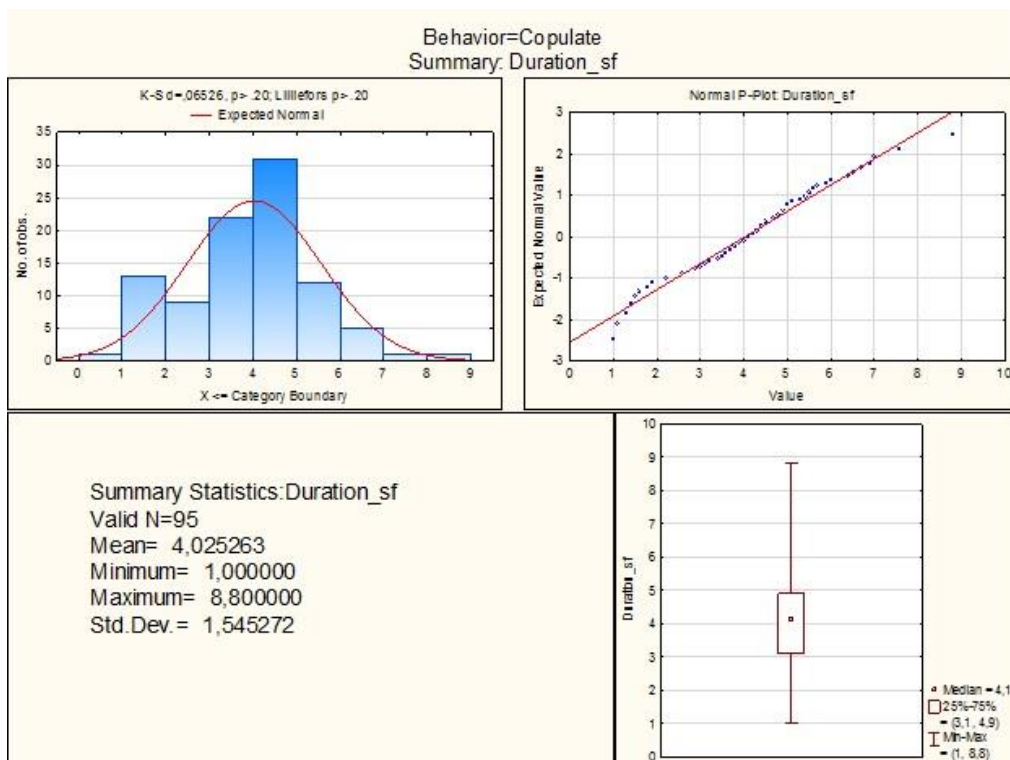 Behavior=Copulate
Summary: Duration_sf
K-S d=,06526, p> .20; Lilliefors p> .20
Expected Normal
35
30
25
20
15
10
5
0
No. of obs.
0 1 2 3 4 5 6 7 8 9
X <= Category Boundary
Normal P-Plot: Duration_sf
3
2
1
0
-1
-2
-3
Expected Normal Value
0 1 2 3 4 5 6 7 8 9 10
Value
Summary Statistics:Duration_sf
Valid N=95
Mean= 4,025263
Minimum= 1,000000
Maximum= 8,800000
Std.Dev.= 1,545272
10
9
8
7
6
5
4
3
2
1
0
Duration_sf
Median = 4,1
25%-75%
= (3,1, 4,9)
Min-Max
= (1, 8,8)